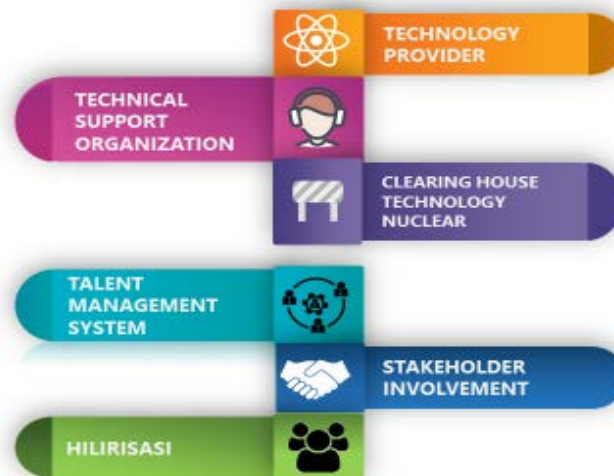 TECHNOLOGY
PROVIDER
TECHNICAL
SUPPORT
ORGANIZATION
CLEARING HOUSE
TECHNOLOGY
NUCLEAR
TALENT
MANAGEMENT
SYSTEM
STAKEHOLDER
INVOLVEMENT
HILIRISASI